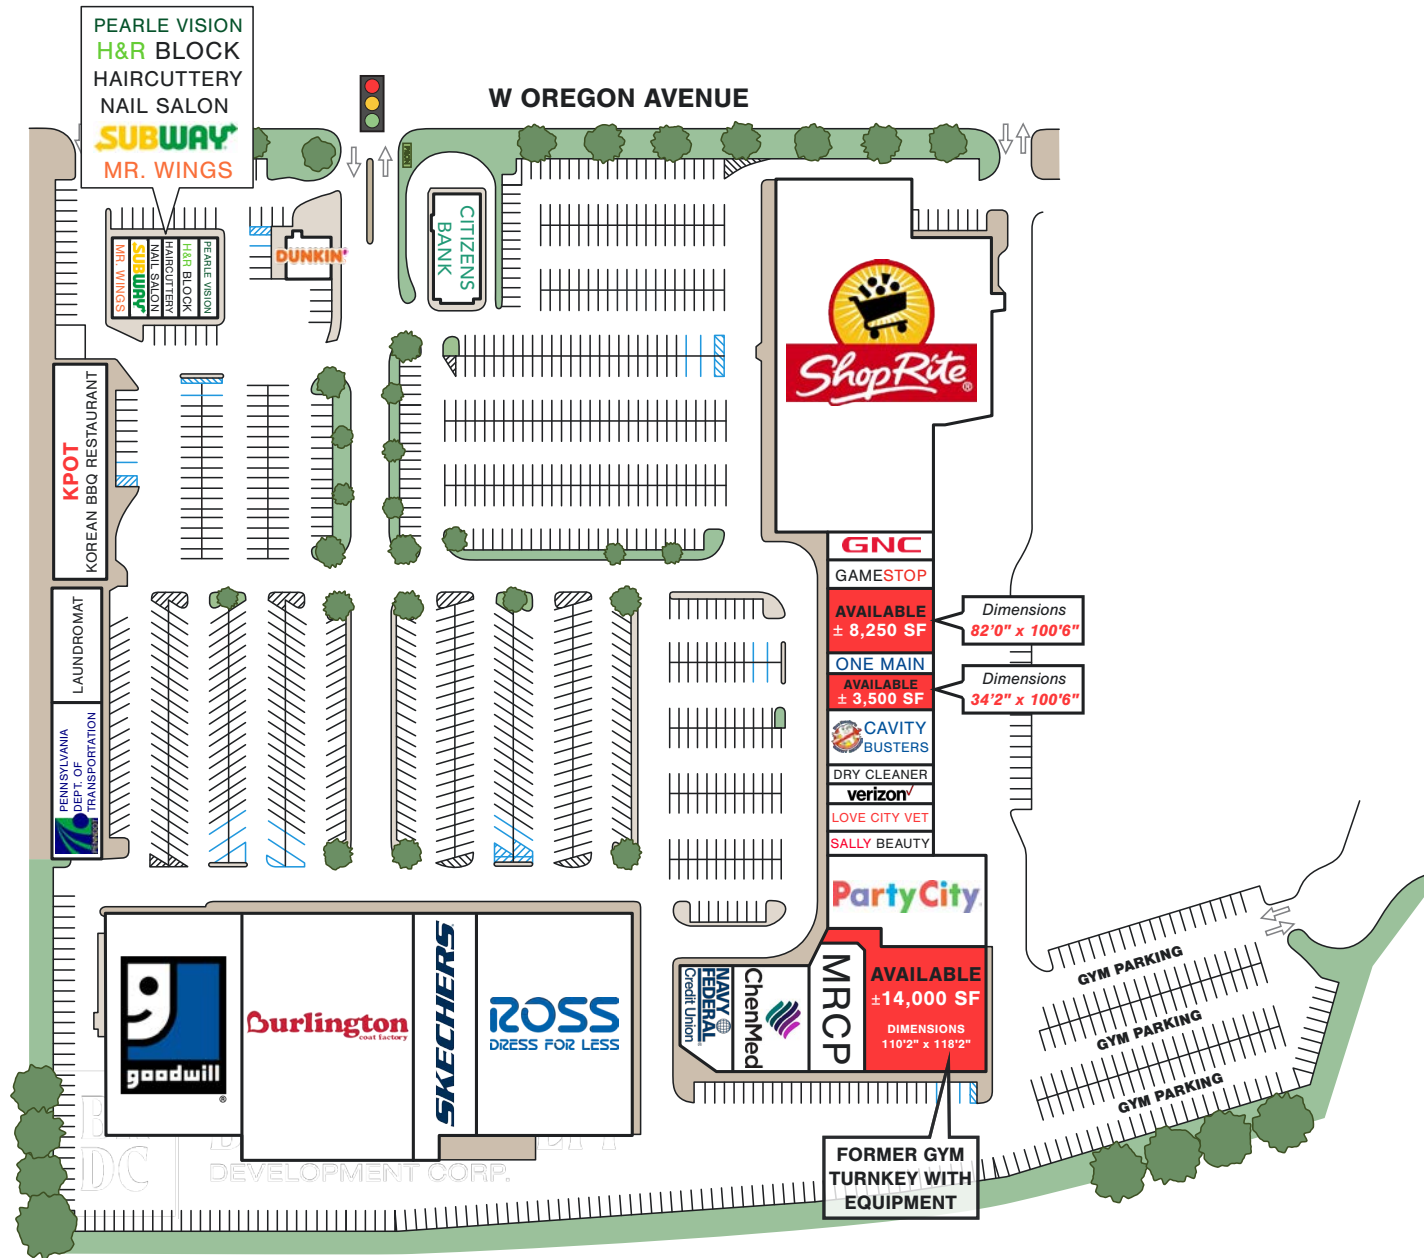 PEARLE VISION
H&R BLOCK
HAIRCUTTERY
NAIL SALON
SUBWAY
MR. WINGS
W OREGON AVENUE
MR. WINGS
SUBWAY
NAIL SALON
HAIRCUTTERY
H&R BLOCK
PEARLE VISION
DUNKIN'
CITIZENS
BANK
ShopRite®
KPOT
KOREAN BBQ RESTAURANT
LAUNDROMAT
PENNSYLVANIA
DEPT. OF
TRANSPORTATION
GNC
GAMESTOP
AVAILABLE
± 8,250 SF
Dimensions
82'0" x 100'6"
ONE MAIN
AVAILABLE
± 3,500 SF
Dimensions
34'2" x 100'6"
CAVITY
BUSTERS
DRY CLEANER
verizon✓
LOVE CITY VET
SALLY BEAUTY
PartyCity
goodwill®
Burlington
coat factory
SKECHERS
ROSS
DRESS FOR LESS
NAVY
FEDERAL
Credit Union
ChenMed
MRCP
AVAILABLE
±14,000 SF
DIMENSIONS
110'2" x 118'2"
GYM PARKING
GYM PARKING
GYM PARKING
FORMER GYM
TURNKEY WITH
EQUIPMENT
DC
DEVELOPMENT CORP.